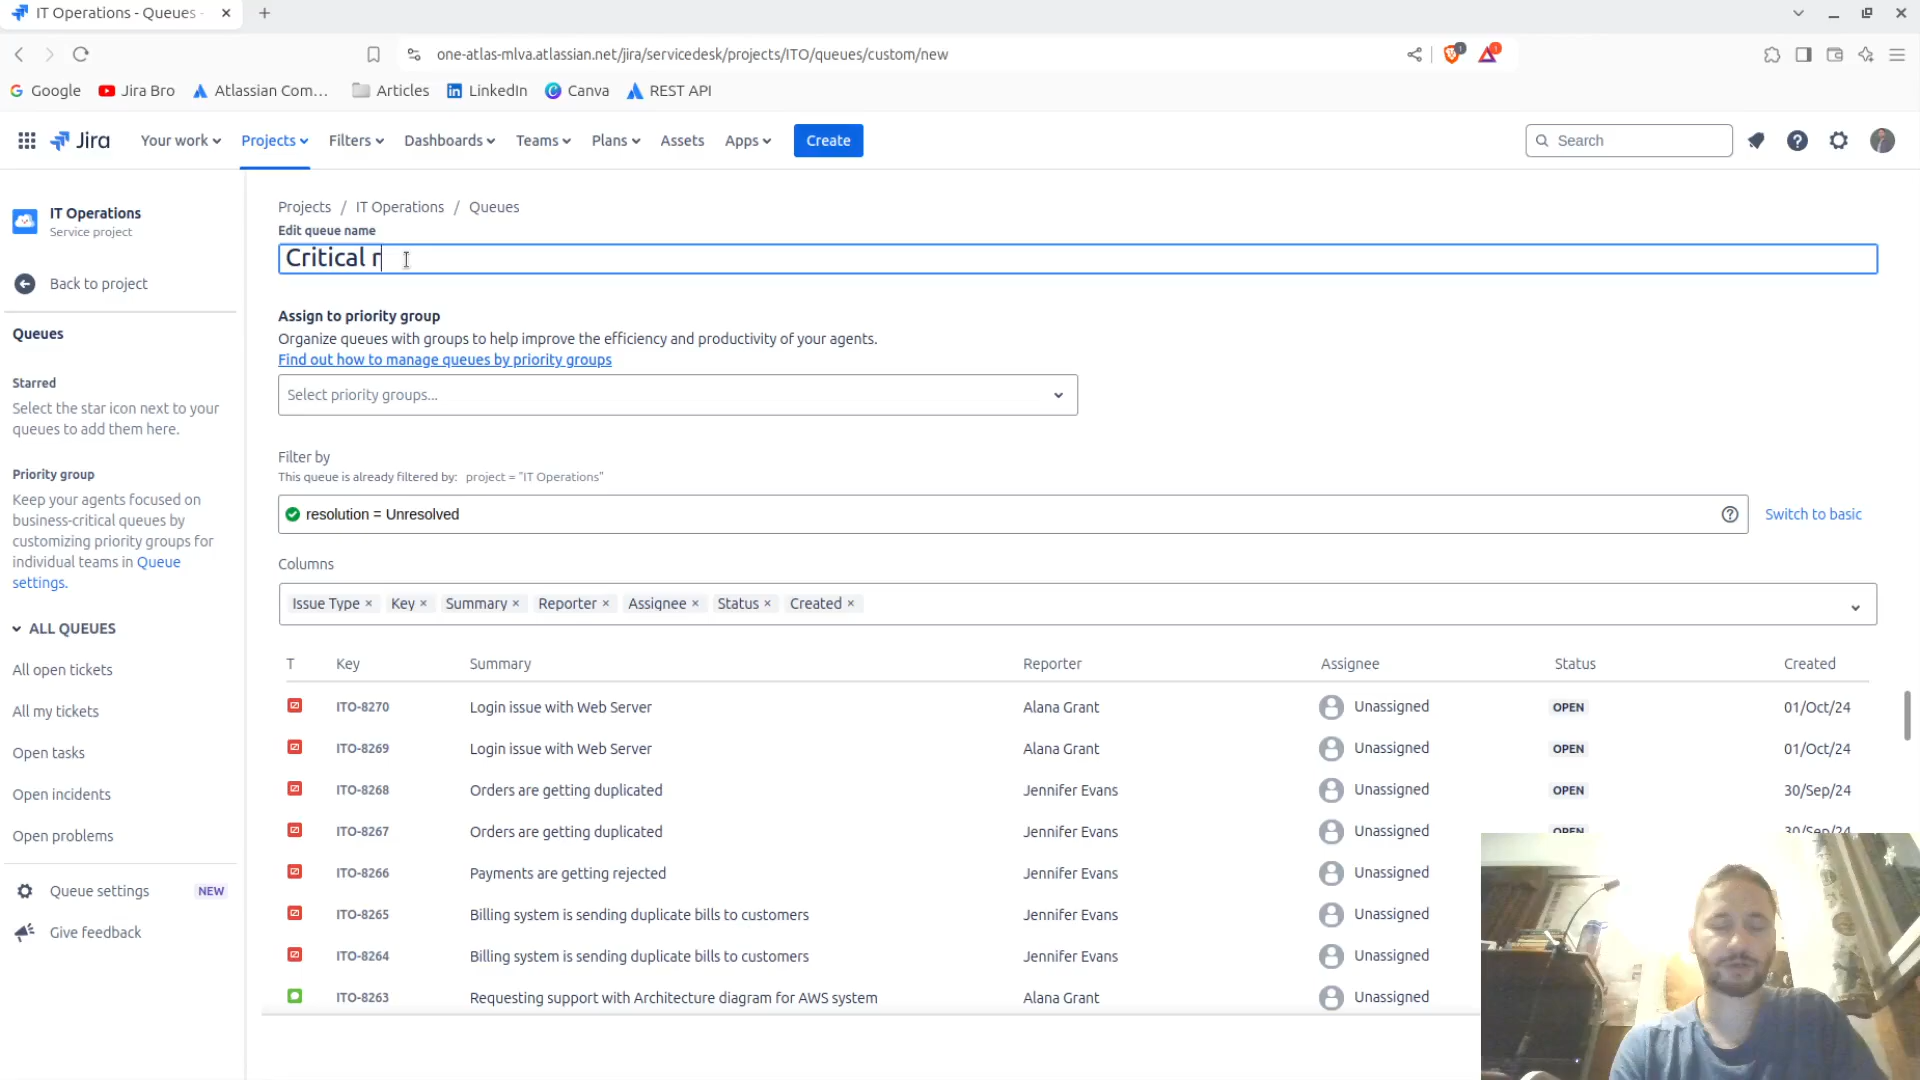 IT Operations - Queues -
one-atlas-mlva.atlassian.net/jira/servicedesk/projects/ITO/queues/custom/new
1
1
Google
Jira Bro
Atlassian Com...
Articles
LinkedIn
Canva
REST API
Jira
Your work
Projects
Filters
Dashboards
Teams
Plans
Assets
Apps
Create
Search
IT Operations
Service project
Back to project
Queues
Starred
Select the star icon next to your
queues to add them here.
Priority group
Keep your agents focused on
business-critical queues by
customizing priority groups for
individual teams in Queue
settings.
ALL QUEUES
All open tickets
All my tickets
Open tasks
Open incidents
Open problems
Queue settings NEW
Give feedback
Projects / IT Operations / Queues
Edit queue name
Critical r
Assign to priority group
Organize queues with groups to help improve the efficiency and productivity of your agents.
Find out how to manage queues by priority groups
Select priority groups...
Filter by
This queue is already filtered by: project = "IT Operations"
resolution = Unresolved
Switch to basic
Columns
Issue Type × Key × Summary × Reporter × Assignee × Status × Created ×
T Key Summary Reporter Assignee Status Created
ITO-8270 Login issue with Web Server Alana Grant Unassigned OPEN 01/Oct/24
ITO-8269 Login issue with Web Server Alana Grant Unassigned OPEN 01/Oct/24
ITO-8268 Orders are getting duplicated Jennifer Evans Unassigned OPEN 30/Sep/24
ITO-8267 Orders are getting duplicated Jennifer Evans Unassigned OPEN 30/Sep/24
ITO-8266 Payments are getting rejected Jennifer Evans Unassigned
ITO-8265 Billing system is sending duplicate bills to customers Jennifer Evans Unassigned
ITO-8264 Billing system is sending duplicate bills to customers Jennifer Evans Unassigned
ITO-8263 Requesting support with Architecture diagram for AWS system Alana Grant Unassigned